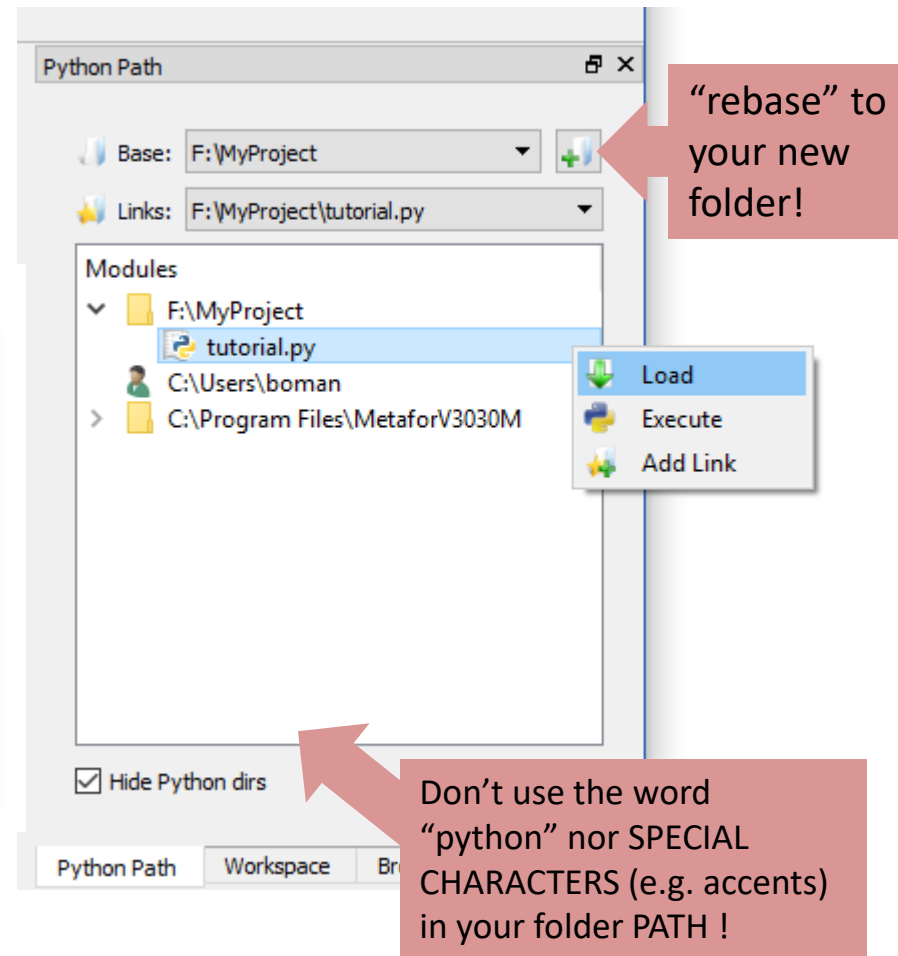 Python Path
“rebase” to
your new
folder!
Base: F:\MyProject
Links: F:\MyProject\tutorial.py
Modules
F:\MyProject
tutorial.py
C:\Users\boman
C:\Program Files\MetaforV3030M
Load
Execute
Add Link
Hide Python dirs
Don’t use the word
“python” nor SPECIAL
CHARACTERS (e.g. accents)
in your folder PATH !
Python Path Workspace